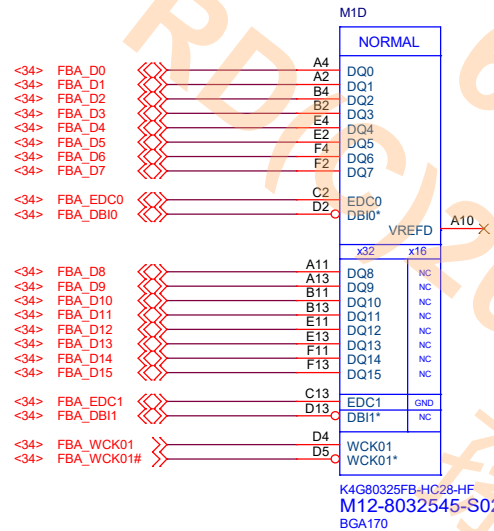 M1D
NORMAL
<34> FBA_D0 A4 DQ0
<34> FBA_D1 A2 DQ1
<34> FBA_D2 B4 DQ2
<34> FBA_D3 B2 DQ3
<34> FBA_D4 E4 DQ4
<34> FBA_D5 E2 DQ5
<34> FBA_D6 F4 DQ6
<34> FBA_D7 F2 DQ7
<34> FBA_EDC0 C2 EDC0
<34> FBA_DBI0 D2 DBI0*
VREFD A10
x32 x16
<34> FBA_D8 A11 DQ8 NC
<34> FBA_D9 A13 DQ9 NC
<34> FBA_D10 B11 DQ10 NC
<34> FBA_D11 B13 DQ11 NC
<34> FBA_D12 E11 DQ12 NC
<34> FBA_D13 E13 DQ13 NC
<34> FBA_D14 F11 DQ14 NC
<34> FBA_D15 F13 DQ15 NC
<34> FBA_EDC1 C13 EDC1 GND
<34> FBA_DBI1 D13 DBI1* NC
<34> FBA_WCK01 D4 WCK01
<34> FBA_WCK01# D5 WCK01*
K4G80325FB-HC28-HF
M12-8032545-S02
BGA170